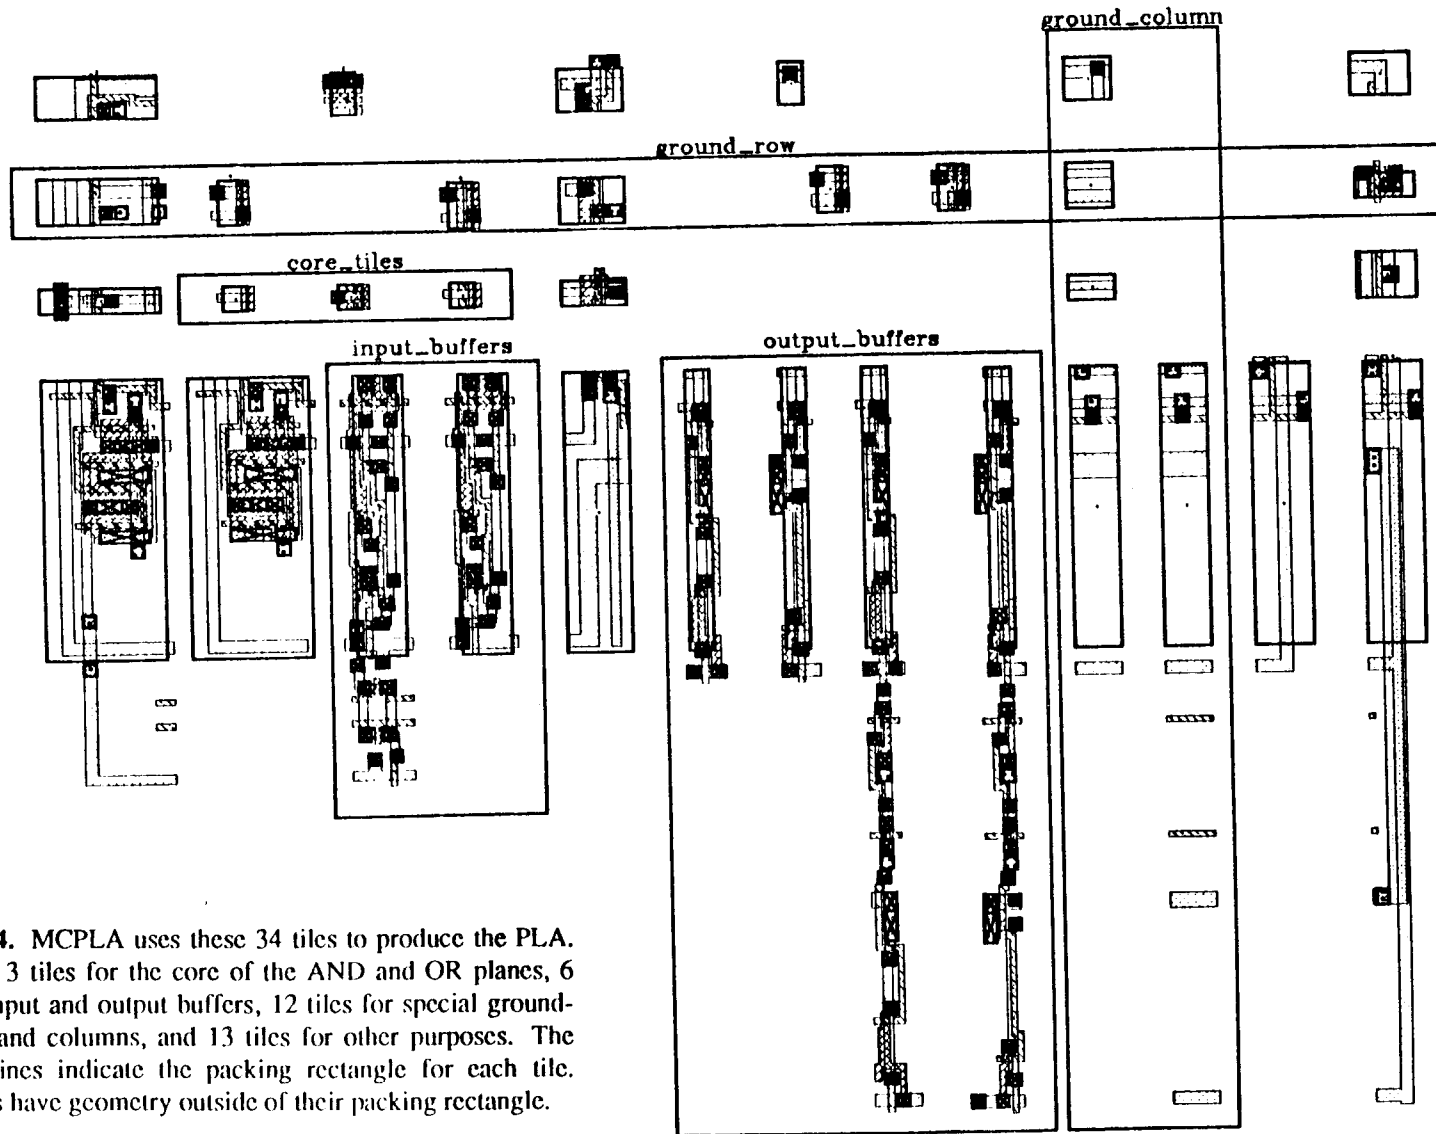 ground_column
ground_row
core_tiles
input_buffers
output_buffers
4. MCPLA uses these 34 tiles to produce the PLA.
3 tiles for the core of the AND and OR planes, 6
input and output buffers, 12 tiles for special ground-
and columns, and 13 tiles for other purposes. The
lines indicate the packing rectangle for each tile.
have geometry outside of their packing rectangle.